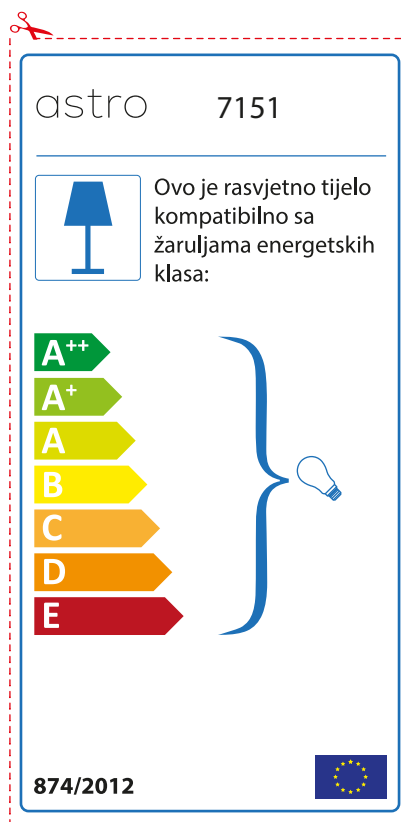 astro 7151
Ovo je rasvjetno tijelo
kompatibilno sa
žaruljama energetskih
klasa:
A++
A+
A
B
C
D
E
874/2012